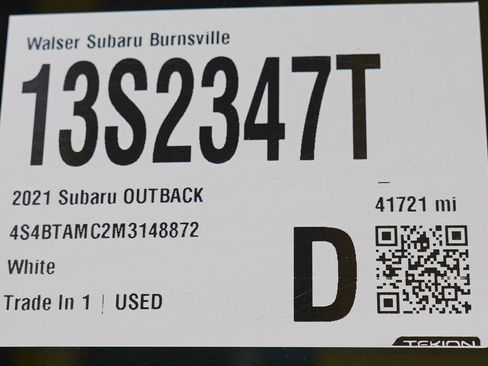 Walser Subaru Burnsville
13S2347T
2021 Subaru OUTBACK
41721 mi
4S4BTAMC2M3148872
White
D
Trade In 1 | USED
TEKION